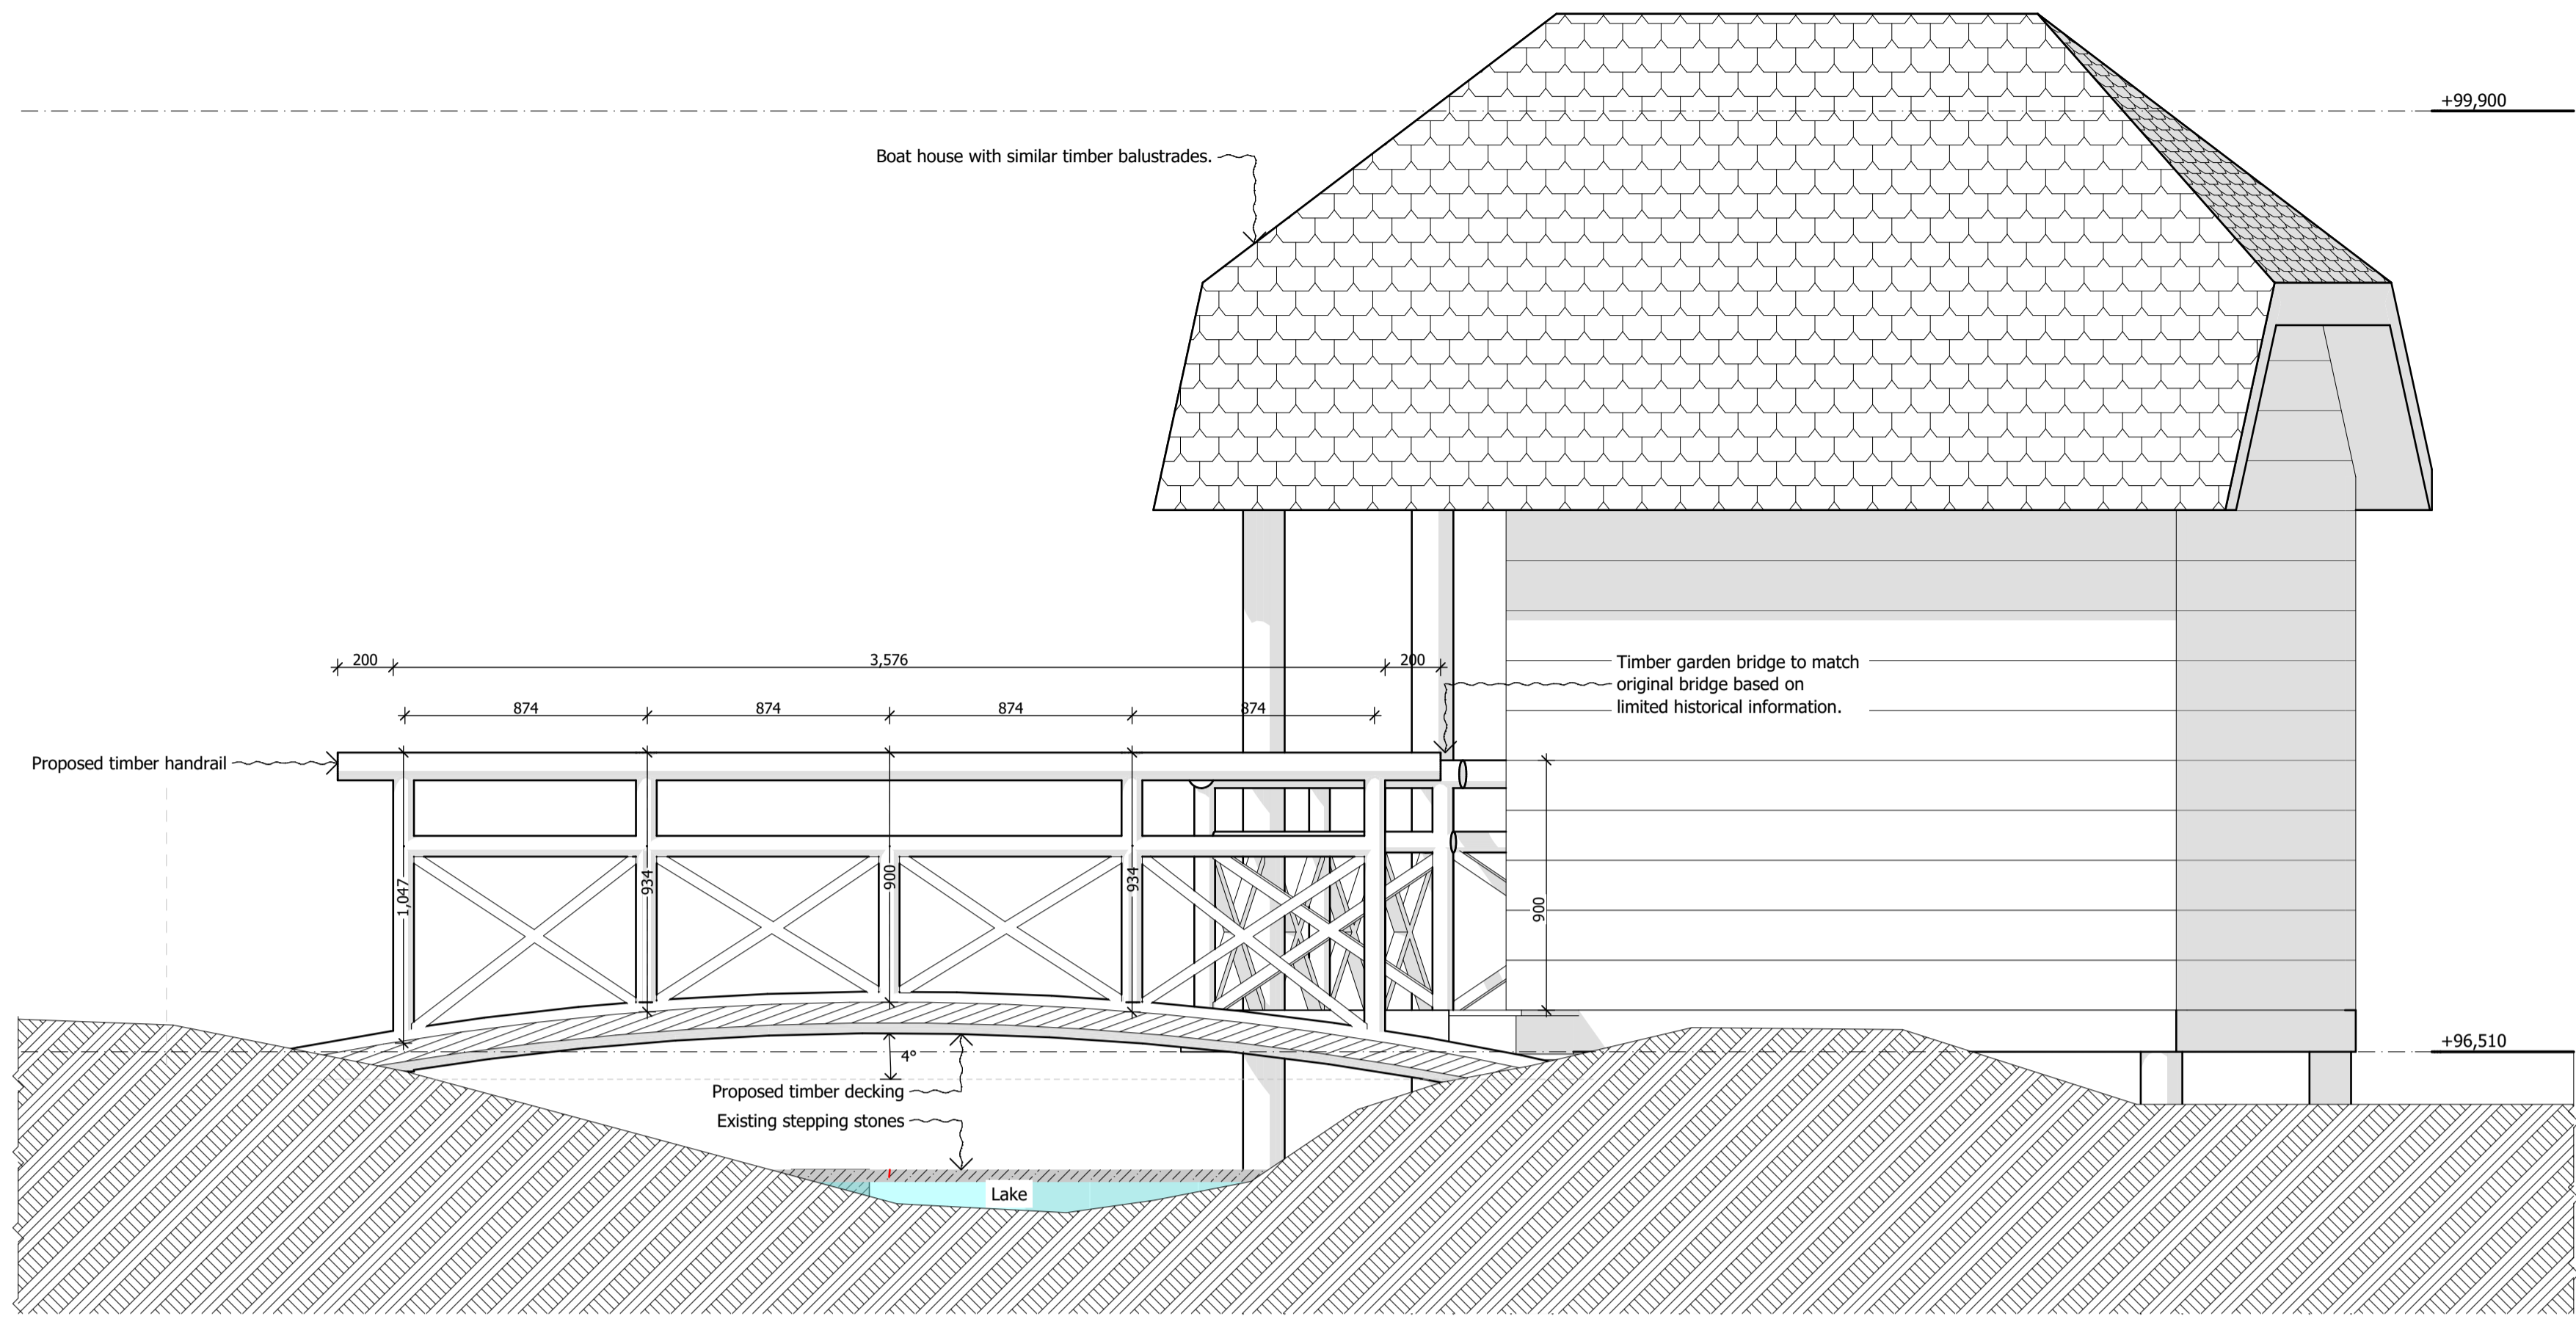 +99,900
Boat house with similar timber balustrades.
200
3,576
200
Timber garden bridge to match
original bridge based on
limited historical information.
874
874
874
874
Proposed timber handrail
1,047
934
900
934
900
+96,510
4°
Proposed timber decking
Existing stepping stones
Lake